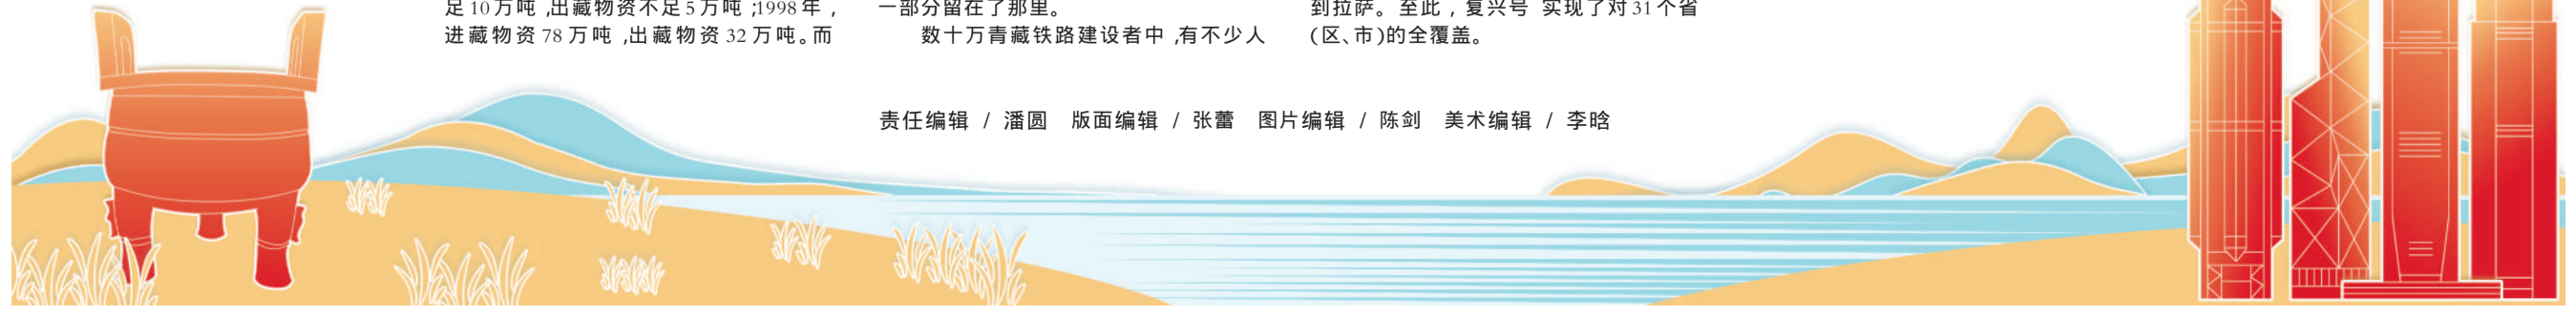 足10万吨,出藏物资不足5万吨;1998年,
进藏物资78万吨,出藏物资32万吨。而
一部分留在了那里。
数十万青藏铁路建设者中,有不少人
到拉萨。至此,复兴号 实现了对31个省
(区、市)的全覆盖。
责任编辑 / 潘圆 版面编辑 / 张蕾 图片编辑 / 陈剑 美术编辑 / 李晗